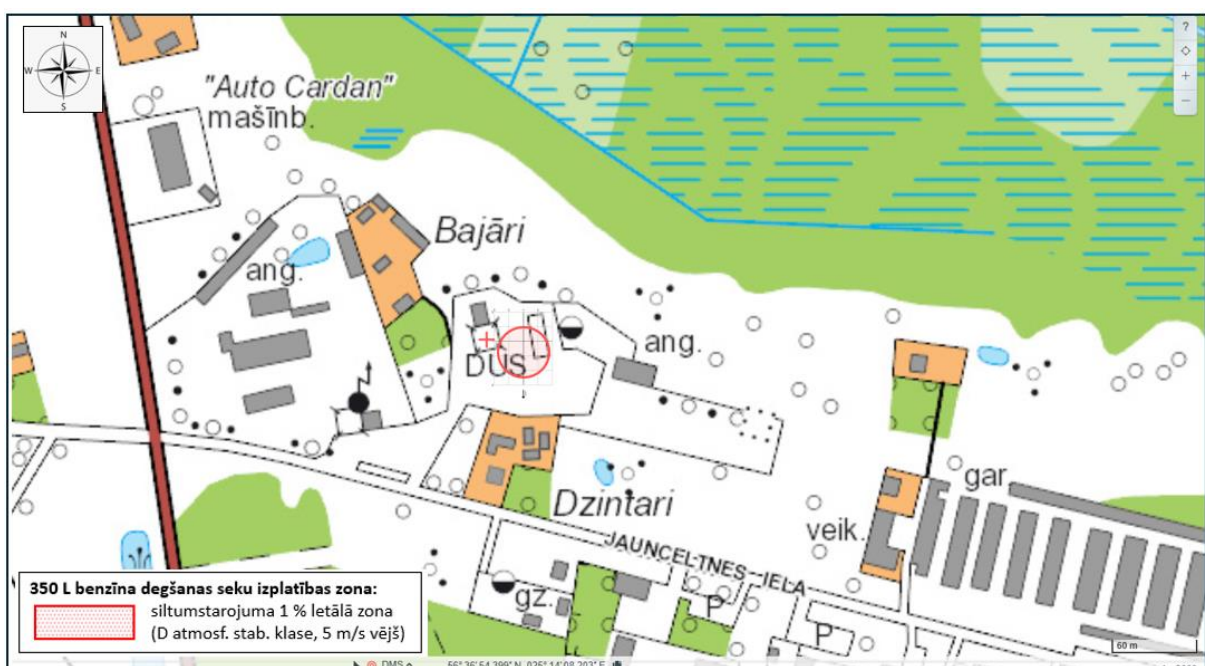 N
W E
S
?
"Auto Cardan"
mašīnb.
Bajāri
ang.
DUS
ang.
Dzintari
gar
veik.
JAUNCELTNES IELA
gz.
P
P
350 L benzīna degšanas seku izplatības zona:
siltumstarojuma 1 % letālā zona
(D atmosf. stab. klase, 5 m/s vējš)
60 m
DMS